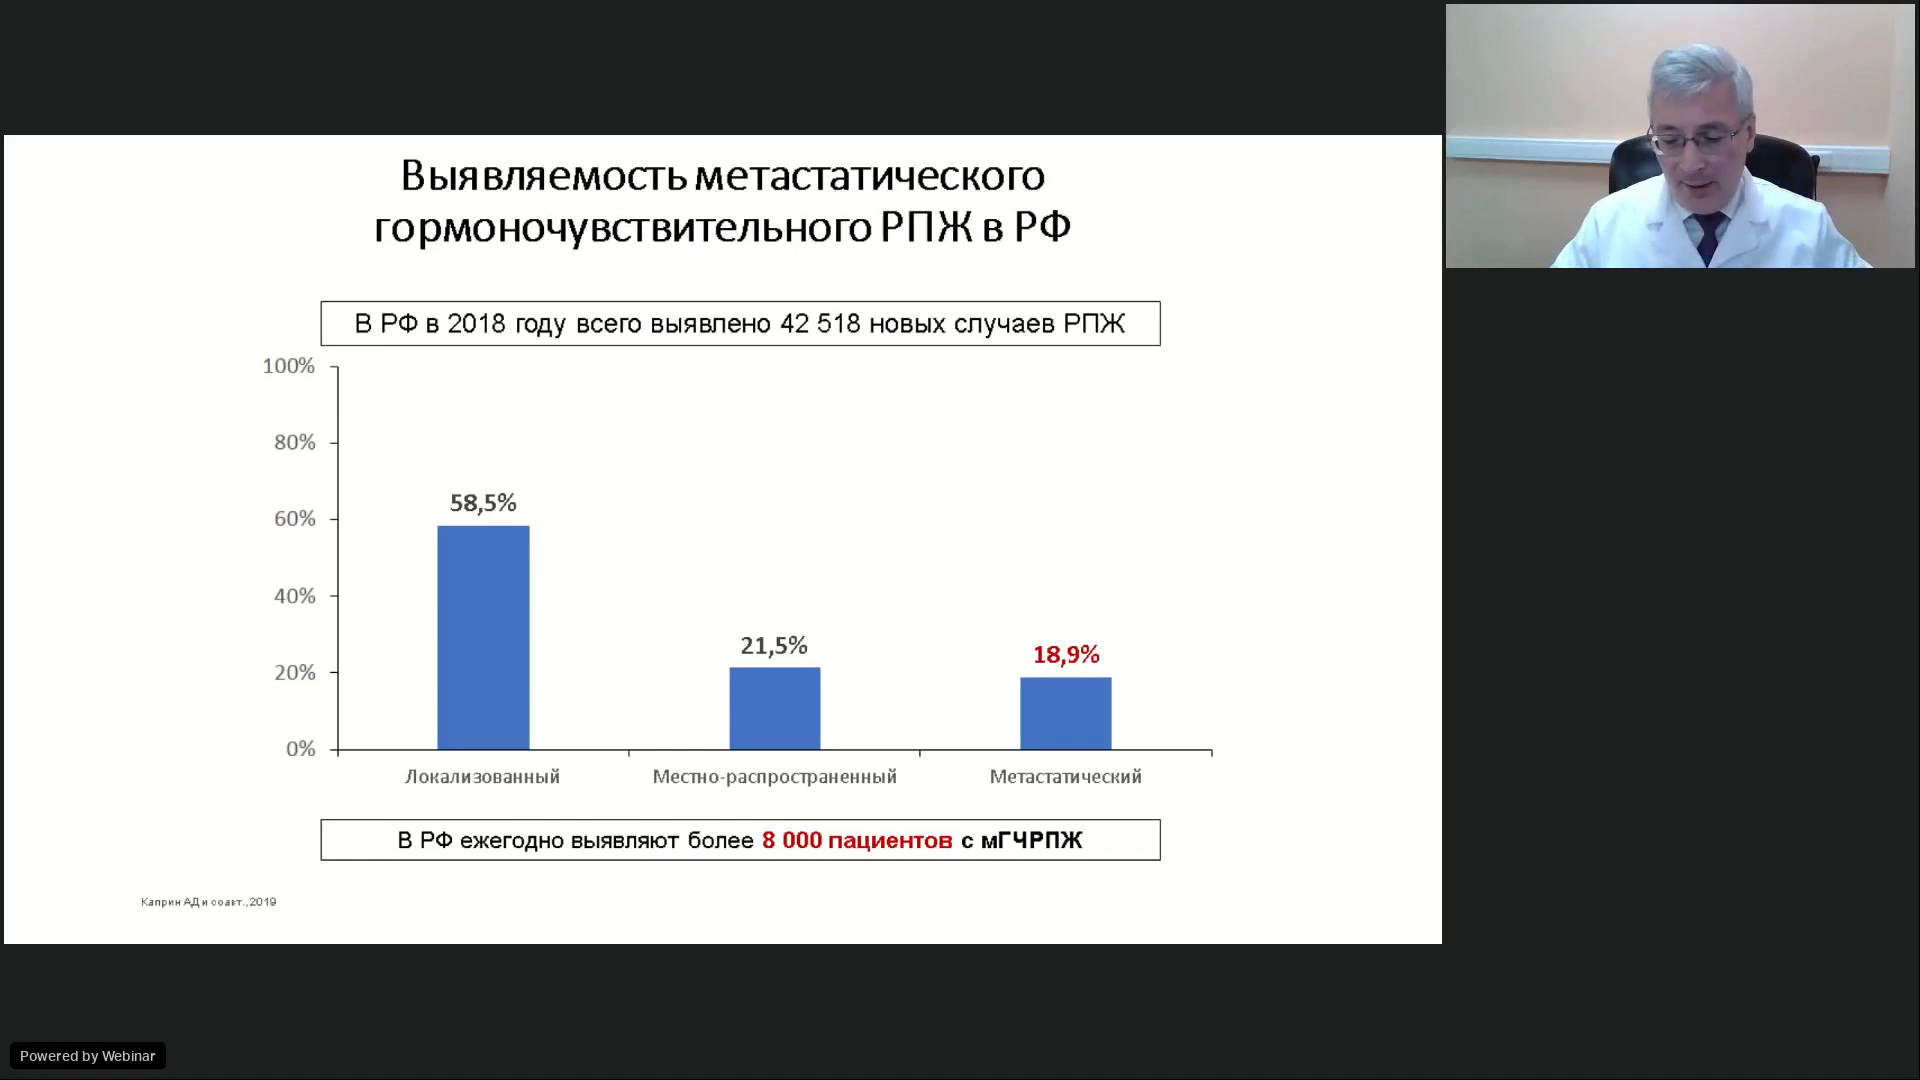 Выявляемость метастатического
гормоночувствительного РПЖ в РФ
В РФ в 2018 году всего выявлено 42 518 новых случаев РПЖ
100%
80%
60%
40%
20%
0%
58,5%
21,5%
18,9%
Локализованный
Местно-распространенный
Метастатический
В РФ ежегодно выявляют более 8 000 пациентов с мГЧРПЖ
Каприн АД и соавт.,2019
Powered by Webinar